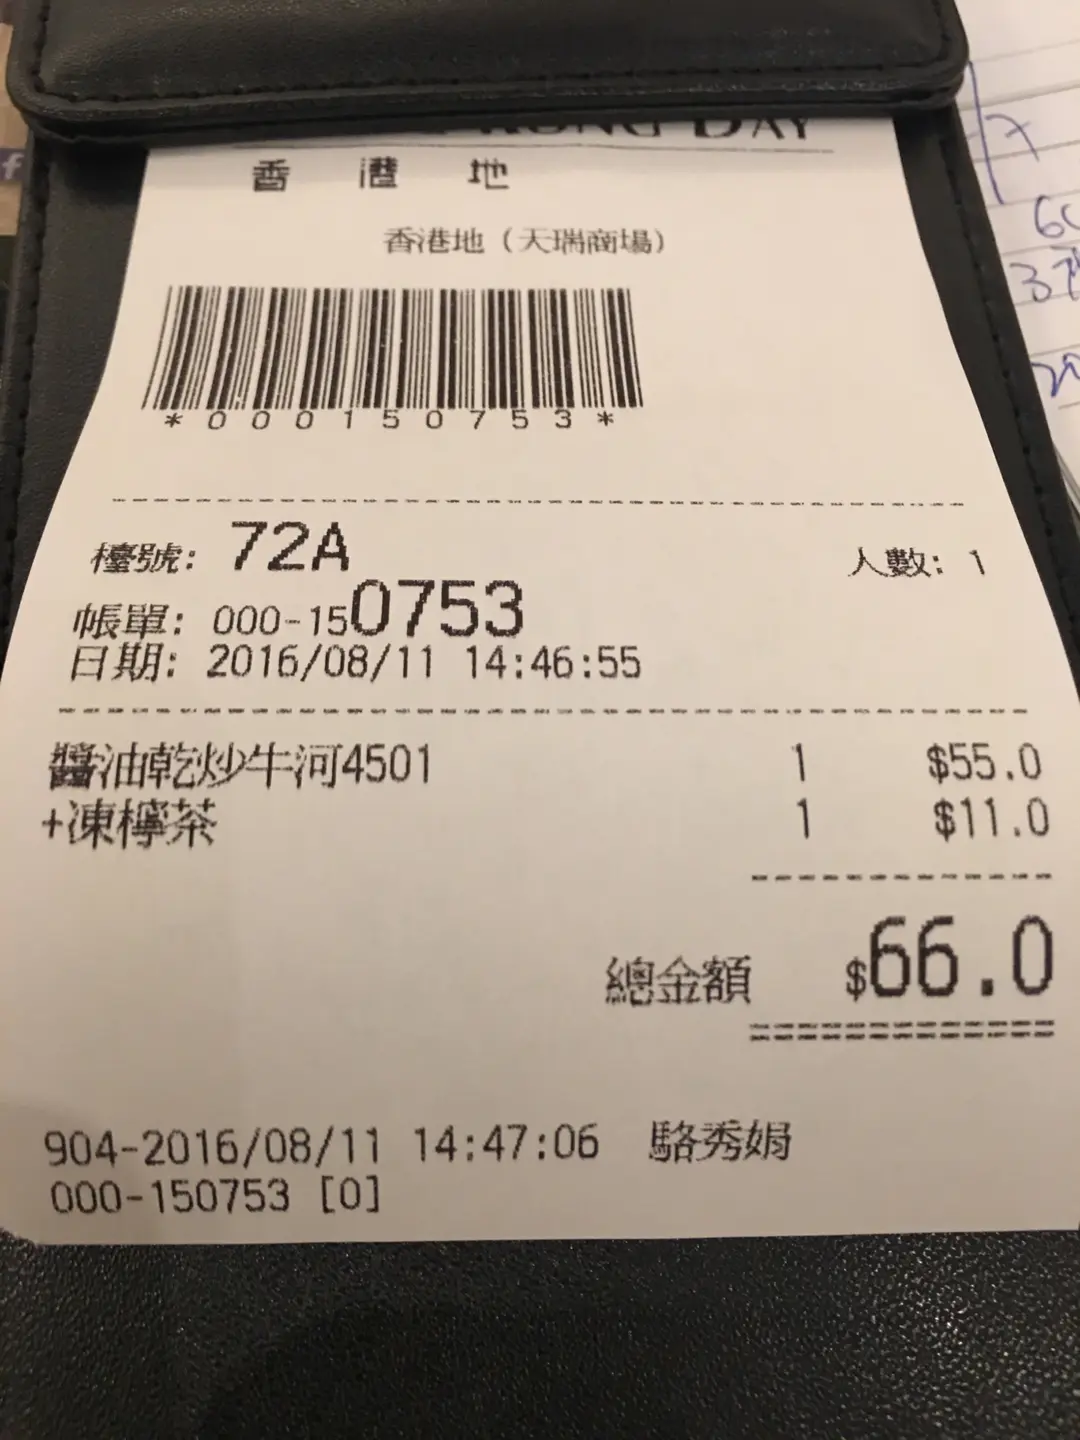 KONG DAY
香港地
香港地（天瑞商場）
*000150753*
檯號: 72A 人數: 1
帳單: 000-150753
日期: 2016/08/11 14:46:55
醬油乾炒牛河4501 1 $55.0
+凍檸茶 1 $11.0
總金額 $66.0
904-2016/08/11 14:47:06 駱秀娟
000-150753 [0]